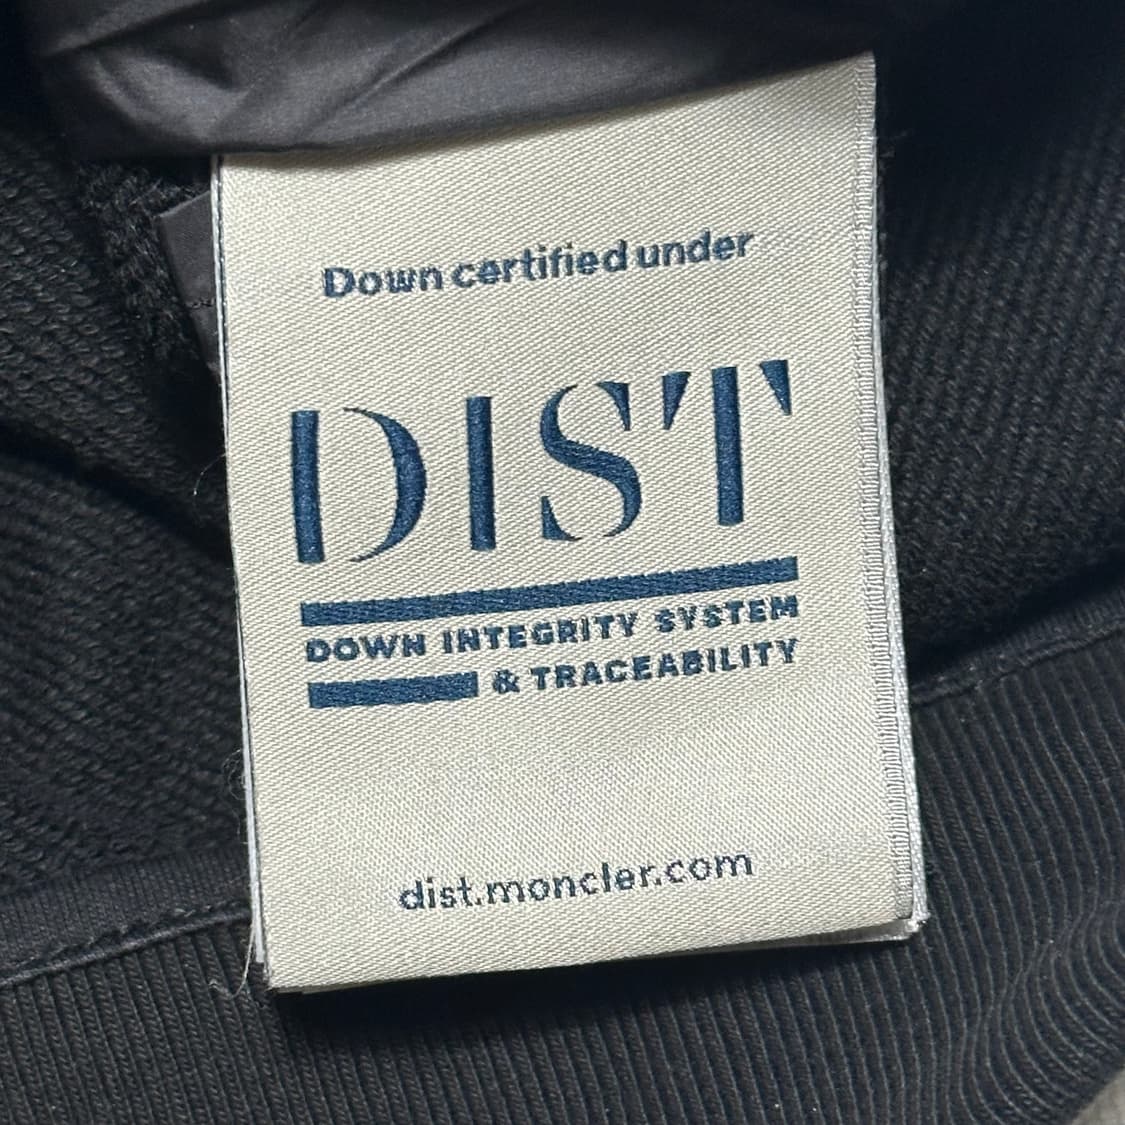 Down certified under
DIST
DOWN INTEGRITY SYSTEM
& TRACEABILITY
dist.moncler.com